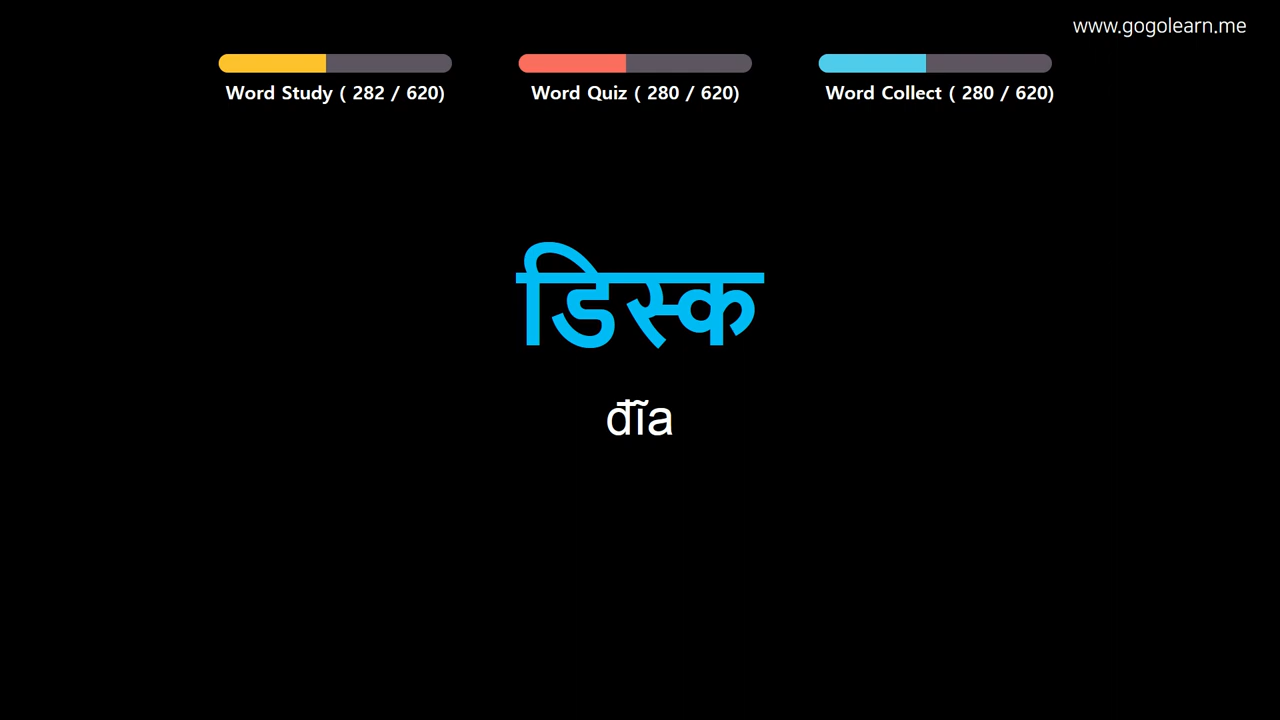 www.gogolearn.me
Word Study ( 282 / 620)
Word Quiz ( 280 / 620)
Word Collect ( 280 / 620)
डिस्क
đĩa